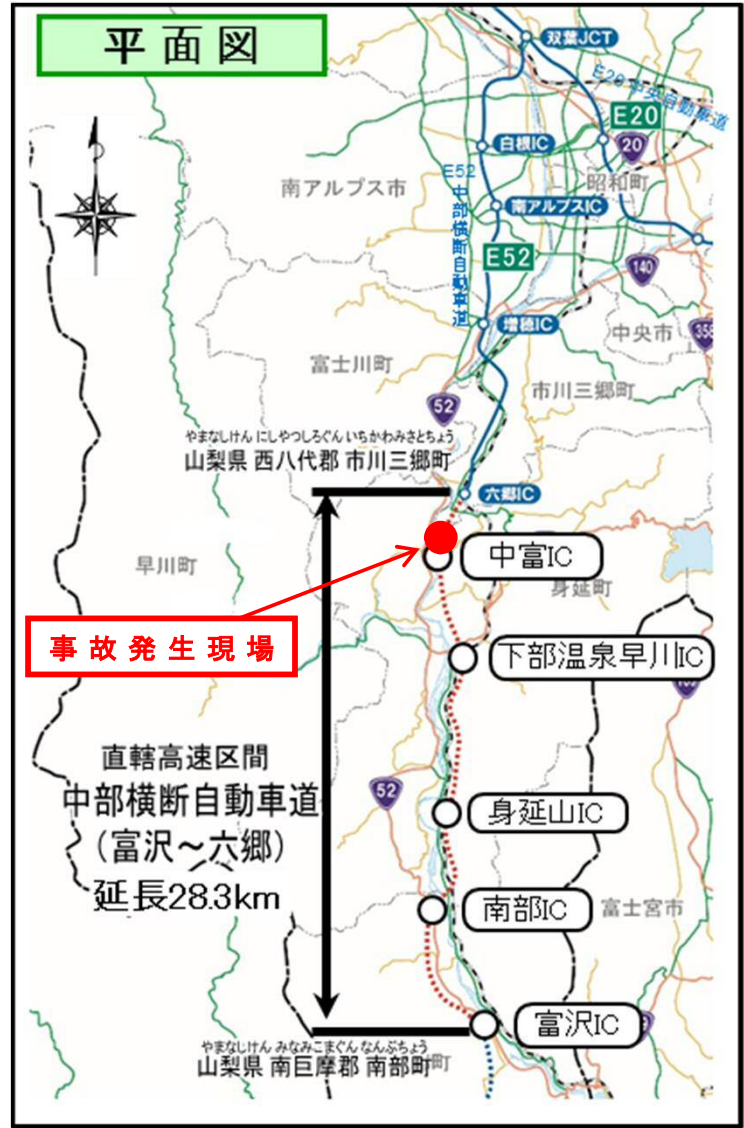 平面図
双葉JCT
E20 中央自動車道
E20
20
白根IC
昭和町
E52 中部横断自動車道
南アルプス市
南アルプスIC
E52
140
増穂IC
中央市
358
富士川町
市川三郷町
52
やまなしけん にしやつしろぐん いちかわみさとちょう
山梨県 西八代郡 市川三郷町
六郷IC
早川町
中富IC
身延町
事故発生現場
下部温泉早川IC
直轄高速区間
中部横断自動車道
(富沢～六郷)
延長28.3km
52
身延山IC
南部IC
富士宮市
富沢IC
やまなしけん みなみこまぐん なんぶちょう
山梨県 南巨摩郡 南部町
町